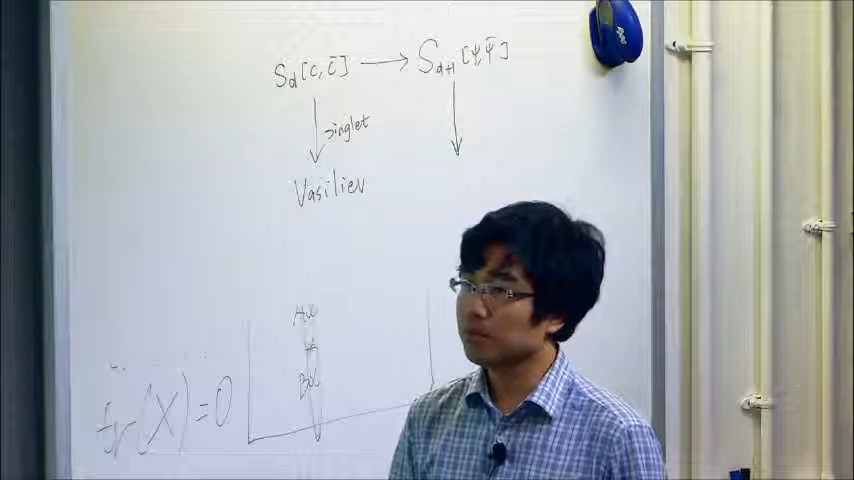 S_d[c, c̄] → S_{d+1}[ψ, ψ̄]
singlet
Vasiliev
tr(X)=0